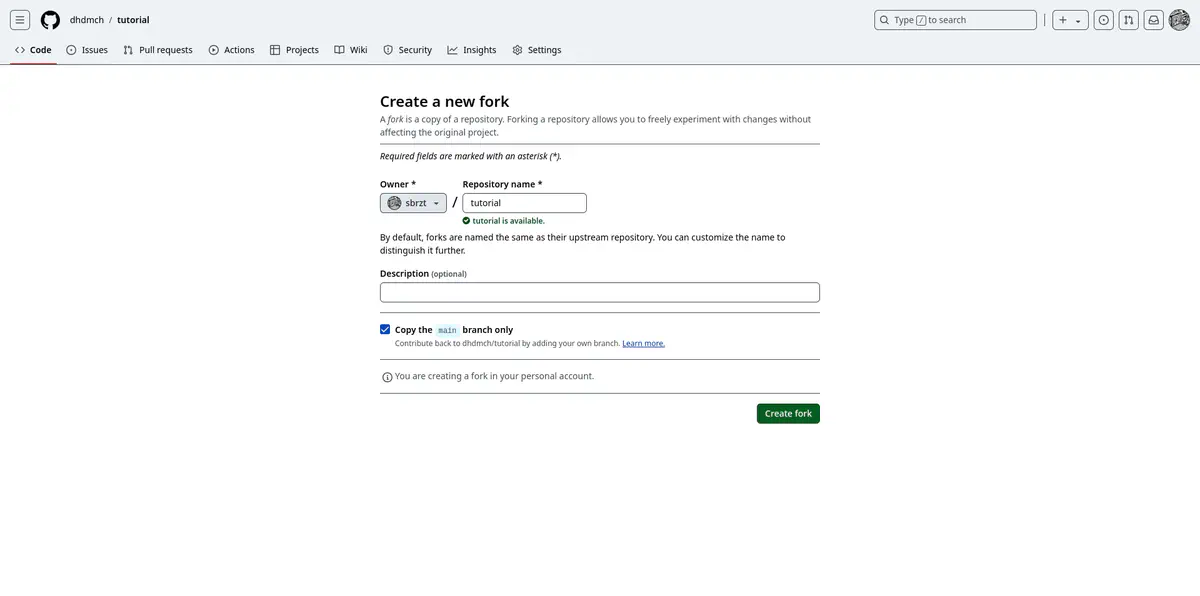 dhdmch / tutorial
Type / to search
Code Issues Pull requests Actions Projects Wiki Security Insights Settings
Create a new fork
A fork is a copy of a repository. Forking a repository allows you to freely experiment with changes without
affecting the original project.
Required fields are marked with an asterisk (*).
Owner * Repository name *
sbrzt / tutorial
tutorial is available.
By default, forks are named the same as their upstream repository. You can customize the name to
distinguish it further.
Description (optional)
Copy the main branch only
Contribute back to dhdmch/tutorial by adding your own branch. Learn more.
You are creating a fork in your personal account.
Create fork